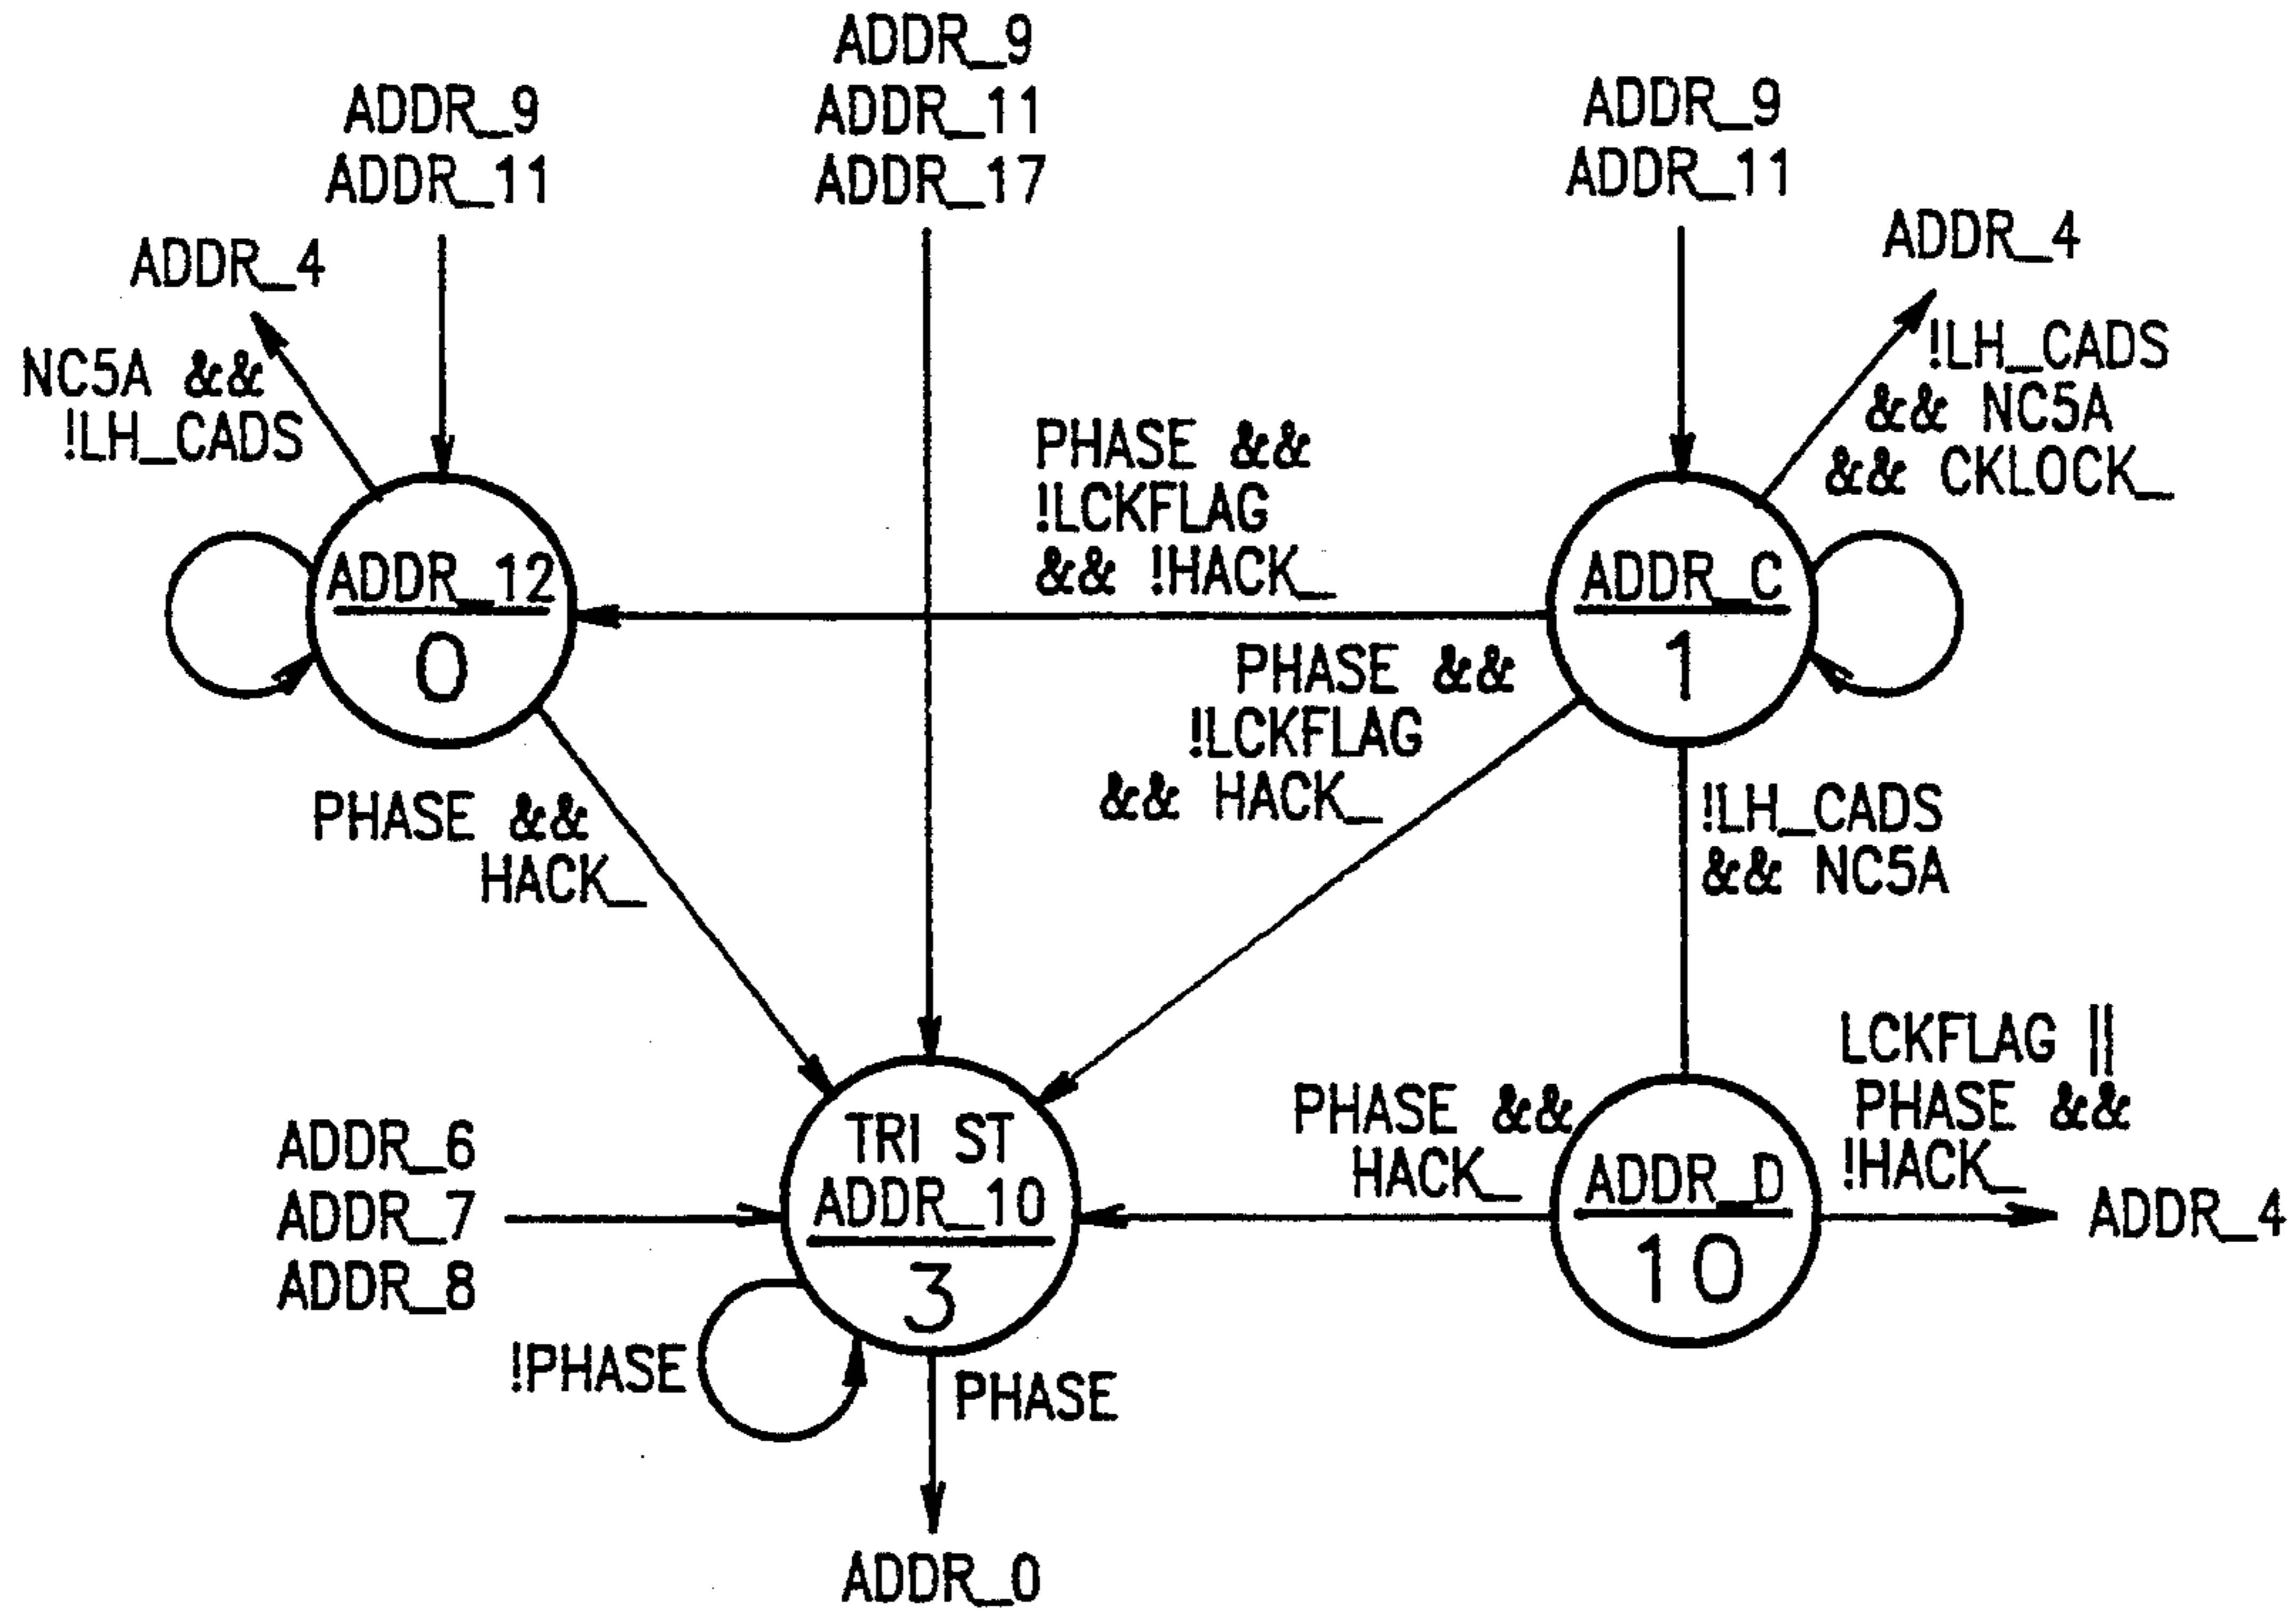 ADDR_9
ADDR_11
ADDR_9
ADDR_11
ADDR_17
ADDR_9
ADDR_11
ADDR_4
NC5A &&
!LH_CADS
ADDR_4
!LH_CADS
&& NC5A
&& CKLOCK_
PHASE &&
!LCKFLAG
&& !HACK_
ADDR_12
0
ADDR_C
1
PHASE &&
!LCKFLAG
&& HACK_
PHASE &&
HACK_
!LH_CADS
&& NC5A
ADDR_6
ADDR_7
ADDR_8
TRI ST
ADDR_10
3
PHASE &&
HACK_
ADDR_D
10
LCKFLAG ||
PHASE &&
!HACK_
ADDR_4
!PHASE
PHASE
ADDR_0